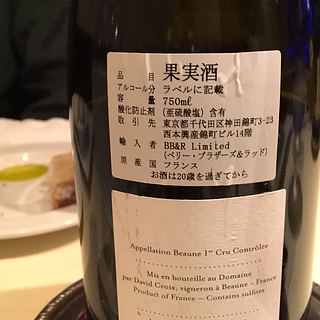 品目 果実酒
アルコール分 ラベルに記載
容量 750mℓ
酸化防止剤 (亜硫酸塩)含有
取引先 東京都千代田区神田錦町3-23
西本興産錦町ビル14階
輸入者 BB&R Limited
(ベリー・ブラザーズ&ラッド)
原産国 フランス
お酒は20歳を過ぎてから
Appellation Beaune 1er Cru Contrôlée
Mis en bouteille au Domaine
par David Croix, vigneron à Beaune - France
Product of France - Contains sulfites